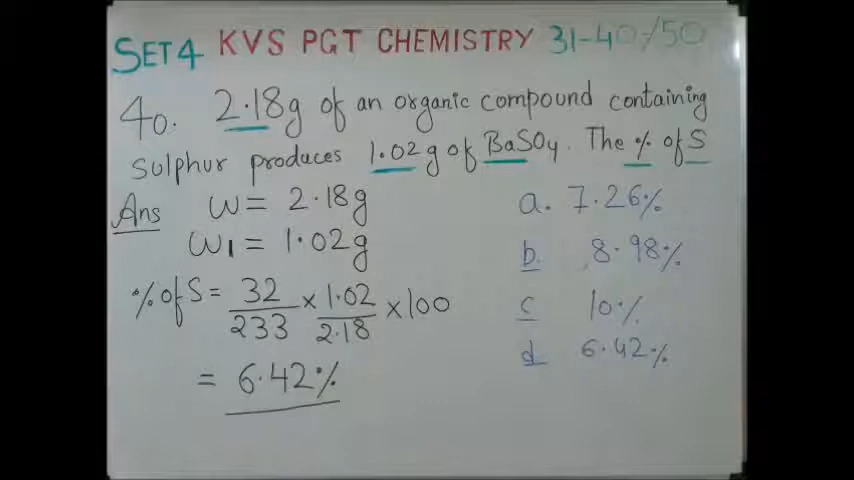 SET 4 KVS PGT CHEMISTRY 31-40/50
40. 2.18g of an organic compound containing
sulphur produces 1.02g of BaSO4. The % of S
Ans w = 2.18g
a. 7.26%
w1 = 1.02g
b. 8.98%
% of S = 32/233 × 1.02/2.18 × 100
c 10%
d 6.42%
= 6.42%